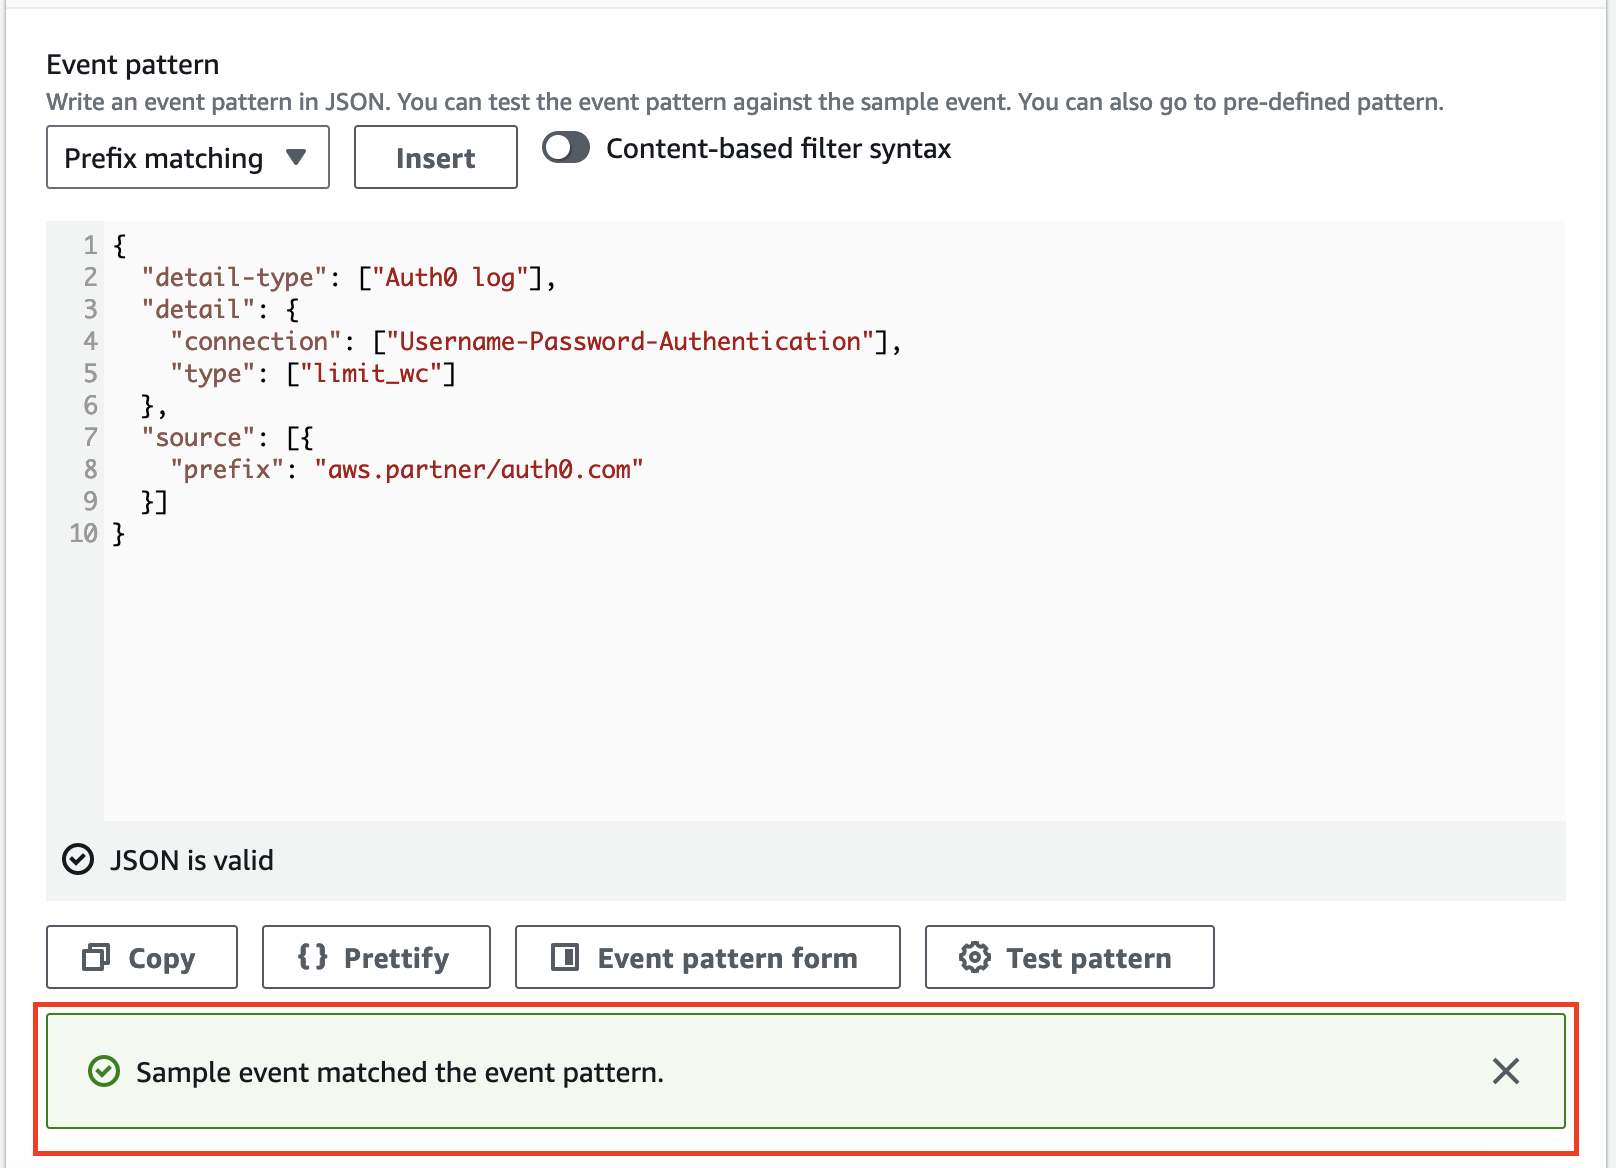 Event pattern
Write an event pattern in JSON. You can test the event pattern against the sample event. You can also go to pre-defined pattern.
Prefix matching Insert Content-based filter syntax
1 {
2   "detail-type": ["Auth0 log"],
3   "detail": {
4     "connection": ["Username-Password-Authentication"],
5     "type": ["limit_wc"]
6   },
7   "source": [{
8     "prefix": "aws.partner/auth0.com"
9   }]
10 }
JSON is valid
Copy {} Prettify Event pattern form Test pattern
Sample event matched the event pattern.